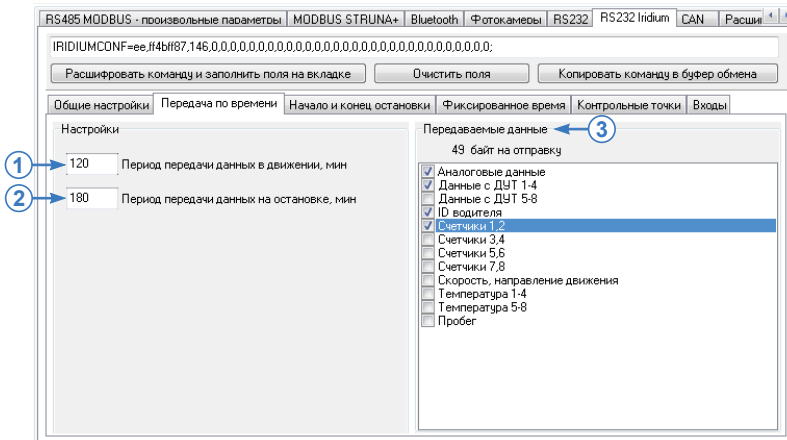 RS485 MODBUS - произвольные параметры MODBUS STRUNA+ Bluetooth Фотокамеры RS232 RS232 Iridium CAN Расши
IRIDIUMCONF=ee,ff4bff87,146,0,0,0,0,0,0,0,0,0,0,0,0,0,0,0,0,0,0,0,0,0,0,0,0,0,0,0,0,0,0,0;
Расшифровать команду и заполнить поля на вкладке Очистить поля Копировать команду в буфер обмена
Общие настройки Передача по времени Начало и конец остановки Фиксированное время Контрольные точки Входы
Настройки
1 120 Период передачи данных в движении, мин
2 180 Период передачи данных на остановке, мин
Передаваемые данные 3
49 байт на отправку
Аналоговые данные
Данные с ДУТ 1-4
Данные с ДУТ 5-8
ID водителя
Счетчики 1,2
Счетчики 3,4
Счетчики 5,6
Счетчики 7,8
Скорость, направление движения
Температура 1-4
Температура 5-8
Пробег